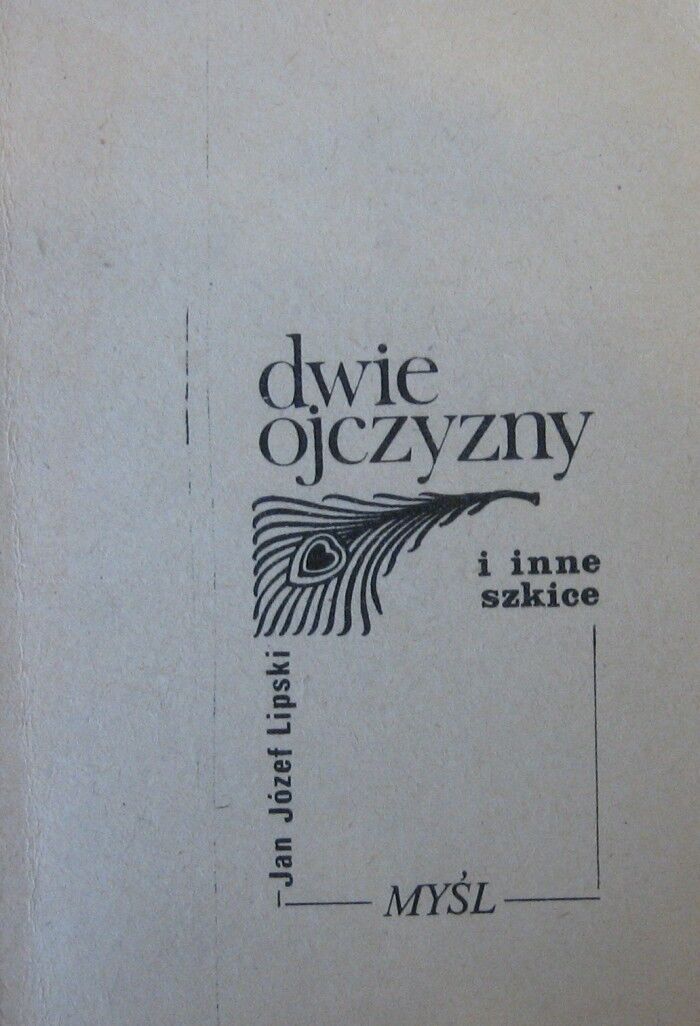 dwie
ojczyzny
i inne
szkice
Jan Józef Lipski
MYŚL